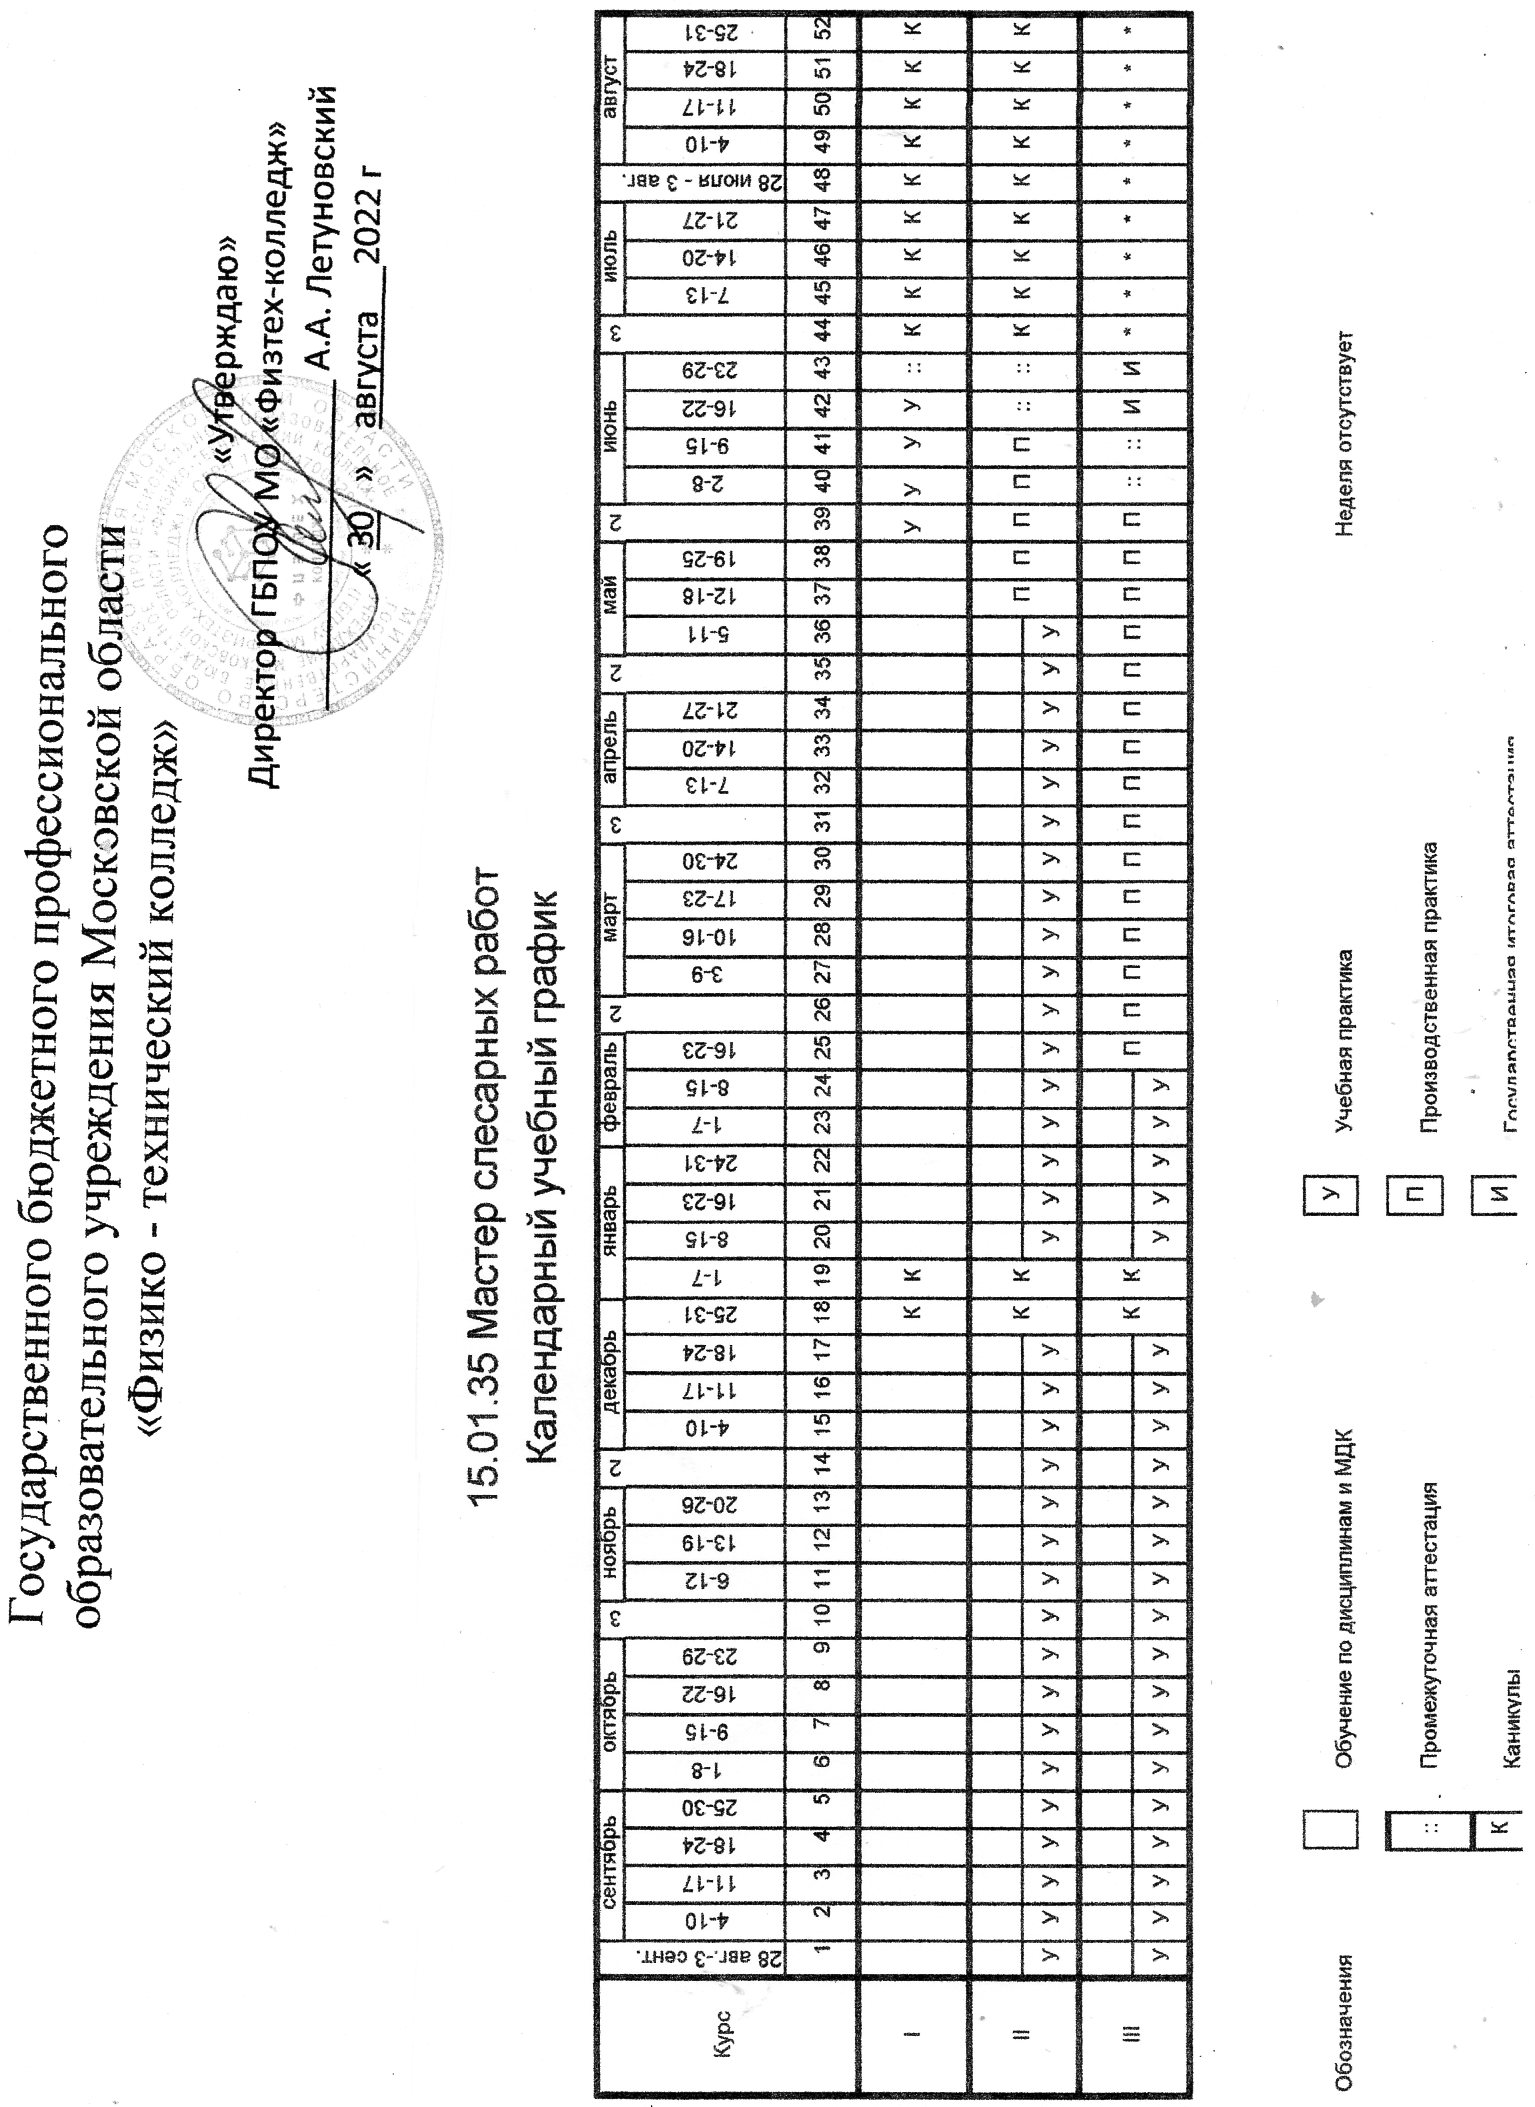 Государственного бюджетного профессионального
образовательного учреждения Московской области
«Физико - технический колледж»
«Утверждаю»
Директор ГБПОУ МО «Физтех-колледж»
А.А. Летуновский
« 30 » августа 2022 г
15.01.35 Мастер слесарных работ
Календарный учебный график
Курс 28 авг.-3 сент. сентябрь октябрь 3 ноябрь 2 декабрь январь февраль 2 март 3 апрель 2 май 2 июнь 3 июль 28 июля - 3 авг. август
4-10 11-17 18-24 25-30 1-8 9-15 16-22 23-29 6-12 13-19 20-26 4-10 11-17 18-24 25-31 1-7 8-15 16-23 24-31 1-7 8-15 16-23 3-9 10-16 17-23 24-30 7-13 14-20 21-27 5-11 12-18 19-25 2-8 9-15 16-22 23-29 7-13 14-20 21-27 4-10 11-17 18-24 25-31
1 2 3 4 5 6 7 8 9 10 11 12 13 14 15 16 17 18 19 20 21 22 23 24 25 26 27 28 29 30 31 32 33 34 35 36 37 38 39 40 41 42 43 44 45 46 47 48 49 50 51 52
I К К У У У У :: К К К К К К К К К
II К К П П П П П :: :: К К К К К К К К К
У У У У У У У У У У У У У У У У У У У У У У У У У У У У У У У У У У
III К К П П П П П П П П П П П П П П П :: :: И И * * * * * * * * *
У У У У У У У У У У У У У У У У У У У У У У
Обозначения Обучение по дисциплинам и МДК У Учебная практика Неделя отсутствует
:: Промежуточная аттестация П Производственная практика
К Каникулы И Государственная итоговая аттестация